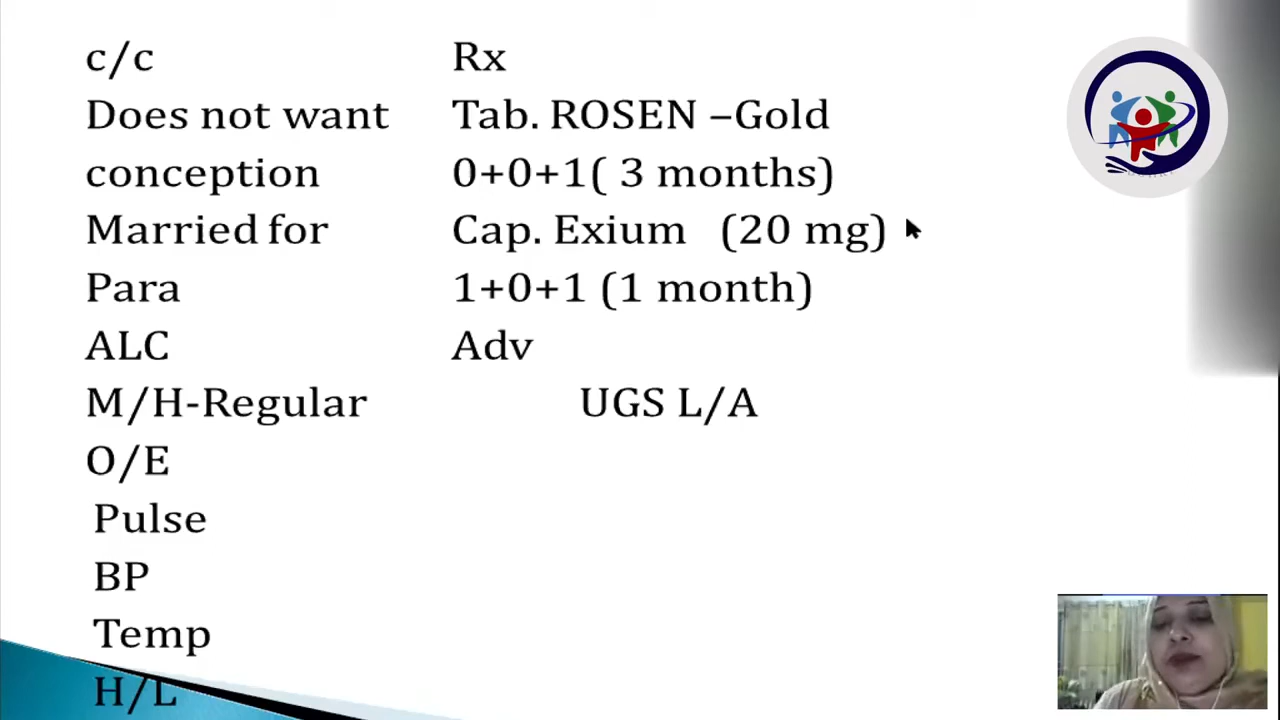 c/c
Does not want
conception
Married for
Para
ALC
M/H-Regular
O/E
Pulse
BP
Temp
H/L
Rx
Tab. ROSEN –Gold
0+0+1( 3 months)
Cap. Exium (20 mg)
1+0+1 (1 month)
Adv
UGS L/A